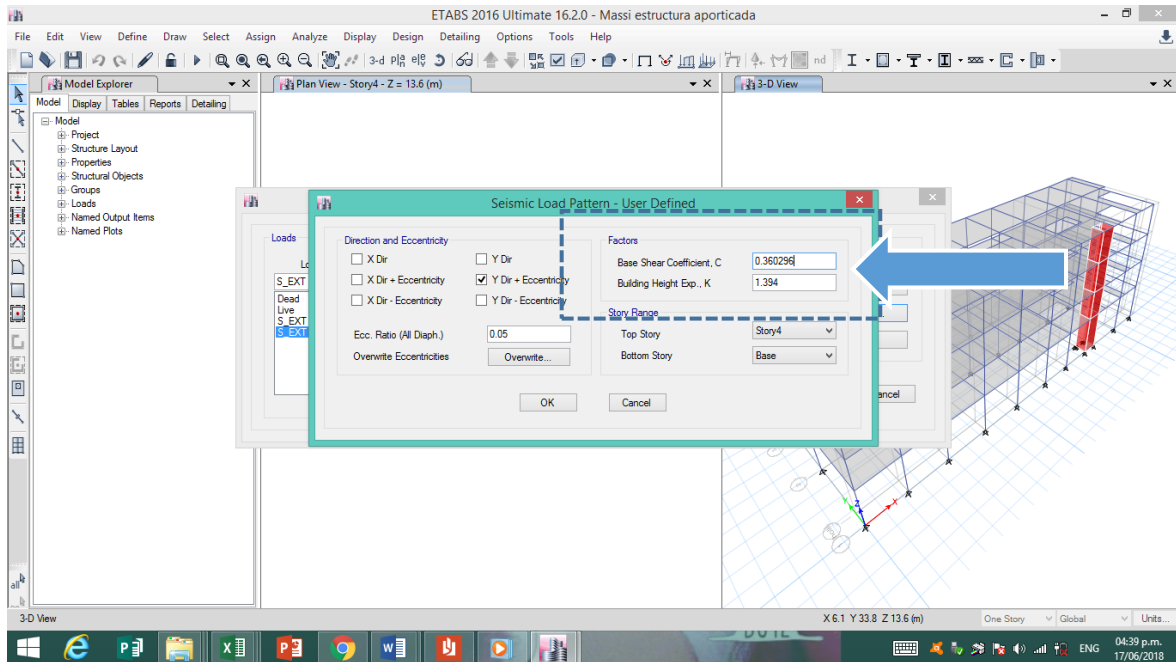 ETABS 2016 Ultimate 16.2.0 - Massi estructura aporticada
File Edit View Define Draw Select Assign Analyze Display Design Detailing Options Tools Help
3-d
nd
Model Explorer
Plan View - Story4 - Z = 13.6 (m)
3-D View
Model Display Tables Reports Detailing
Model
Project
Structure Layout
Properties
Structural Objects
Groups
Loads
Named Output Items
Named Plots
Loads
S_EXT
Dead
Live
S_EXT
S_EXT
Seismic Load Pattern - User Defined
Direction and Eccentricity
X Dir
Y Dir
X Dir + Eccentricity
Y Dir + Eccentricity
X Dir - Eccentricity
Y Dir - Eccentricity
Ecc. Ratio (All Diaph.)
0.05
Overwrite Eccentricities
Overwrite...
Factors
Base Shear Coefficient, C
0.360296
Building Height Exp., K
1.394
Story Range
Top Story
Story4
Bottom Story
Base
OK
Cancel
ancel
Y
Z
X
all
3-D View
X 6.1 Y 33.8 Z 13.6 (m)
One Story
Global
Units...
ENG
04:39 p.m.
17/06/2018